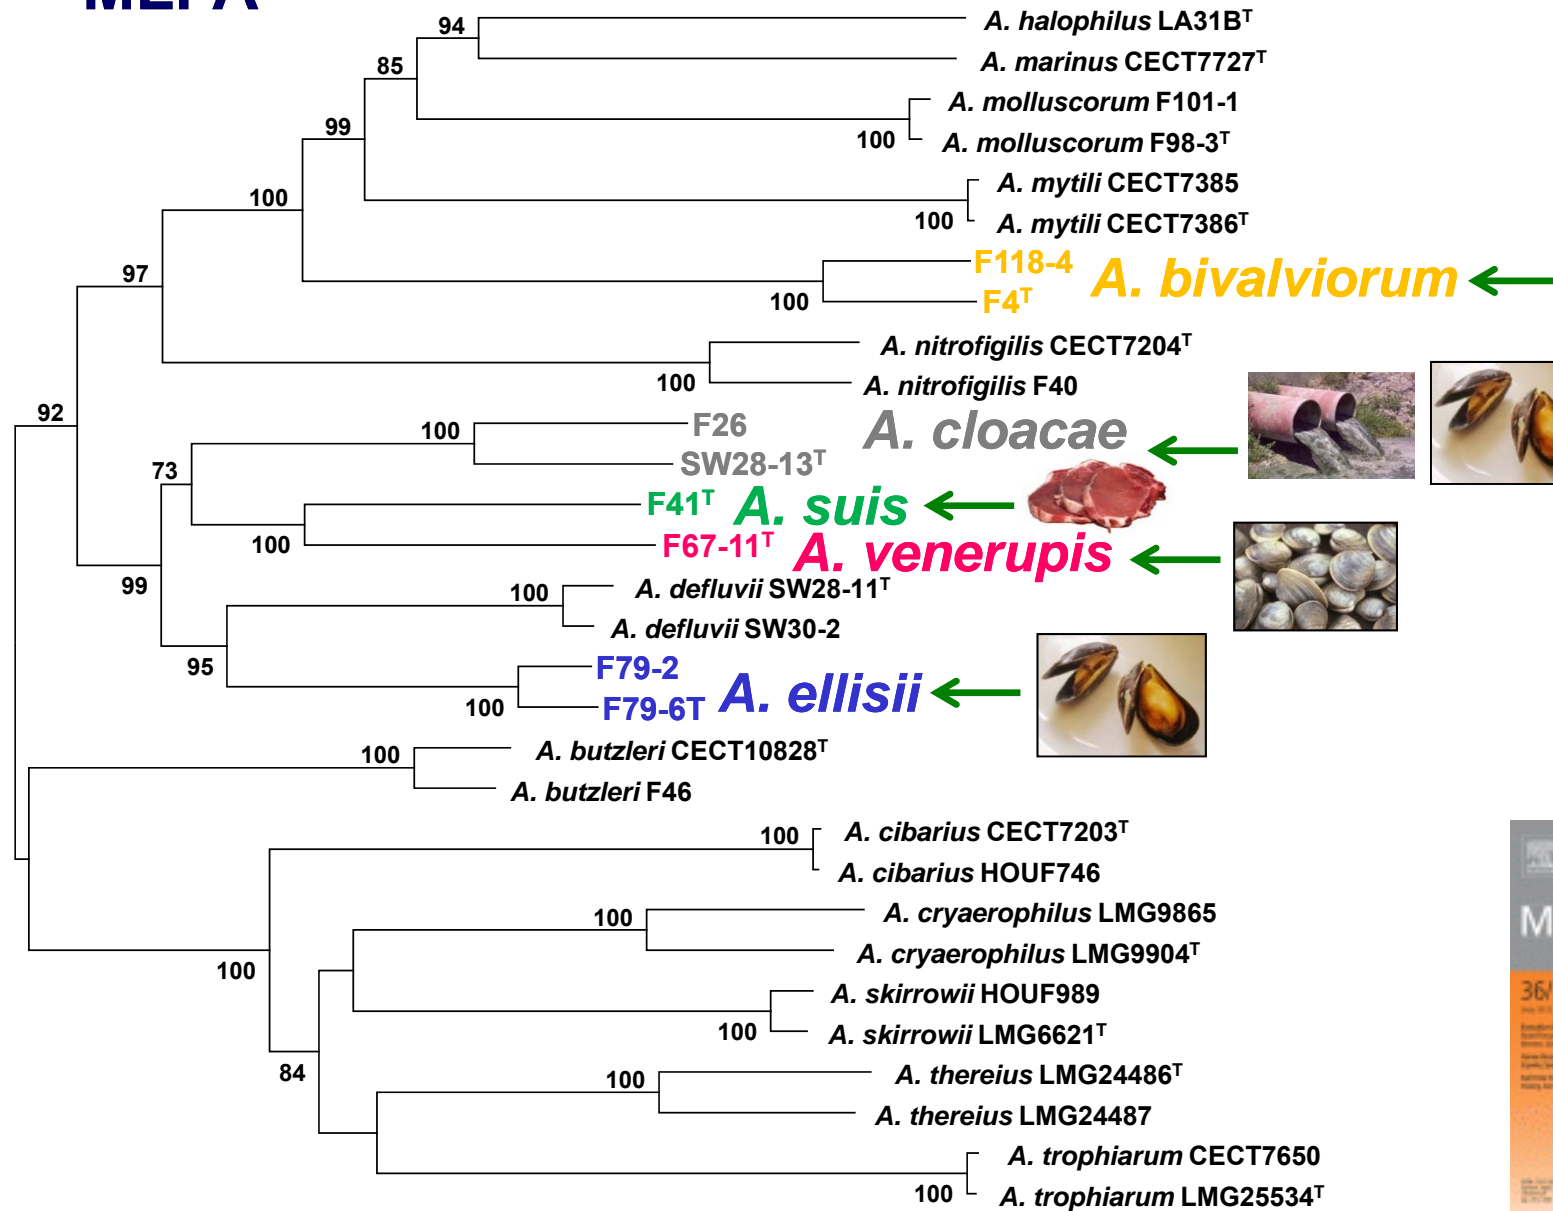 MLPA
94
A. halophilus LA31Bᵀ
85
A. marinus CECT7727ᵀ
A. molluscorum F101-1
99
100
A. molluscorum F98-3ᵀ
A. mytili CECT7385
100
100
A. mytili CECT7386ᵀ
97
F118-4
A. bivalviorum
100
F4ᵀ
A. nitrofigilis CECT7204ᵀ
100
A. nitrofigilis F40
92
100
F26
A. cloacae
73
SW28-13ᵀ
F41ᵀ
A. suis
100
F67-11ᵀ
A. venerupis
99
100
A. defluvii SW28-11ᵀ
A. defluvii SW30-2
95
F79-2
100
F79-6T
A. ellisii
100
A. butzleri CECT10828ᵀ
A. butzleri F46
100
A. cibarius CECT7203ᵀ
A. cibarius HOUF746
100
A. cryaerophilus LMG9865
100
A. cryaerophilus LMG9904ᵀ
A. skirrowii HOUF989
100
A. skirrowii LMG6621ᵀ
84
100
A. thereius LMG24486ᵀ
A. thereius LMG24487
A. trophiarum CECT7650
100
A. trophiarum LMG25534ᵀ
M
36/